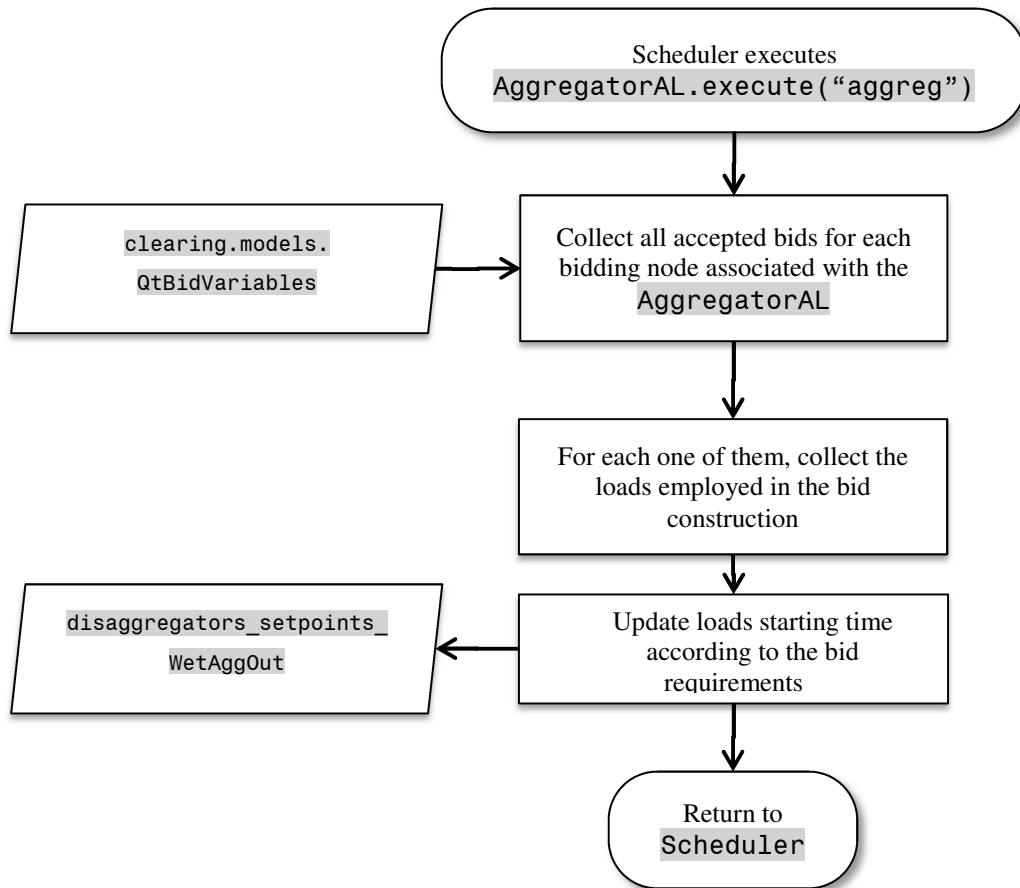 Scheduler executes
AggregatorAL.execute(“aggreg”)
clearing.models.
QtBidVariables
Collect all accepted bids for each
bidding node associated with the
AggregatorAL
For each one of them, collect the
loads employed in the bid
construction
disaggregators_setpoints_
WetAggOut
Update loads starting time
according to the bid
requirements
Return to
Scheduler